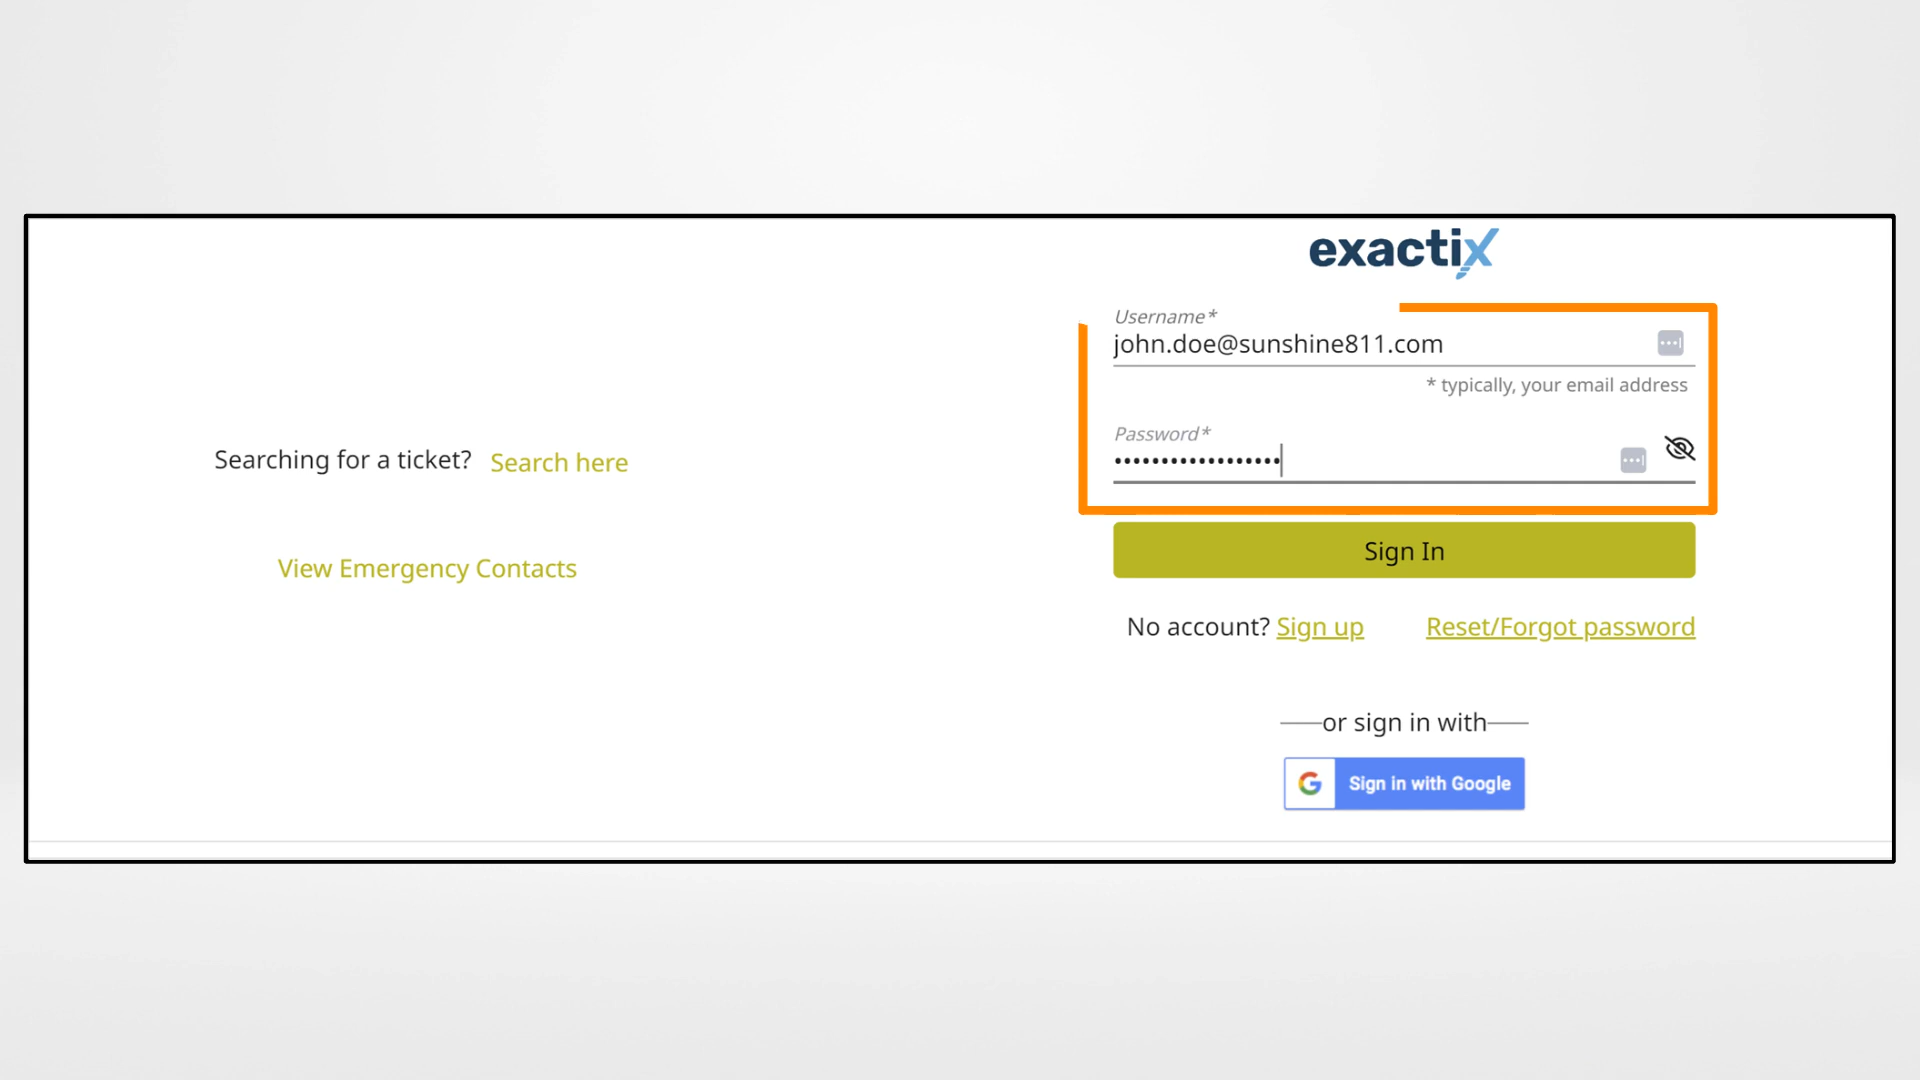 exactix
Username*
john.doe@sunshine811.com
* typically, your email address
Password*
••••••••••••••••••
Searching for a ticket? Search here
View Emergency Contacts
Sign In
No account? Sign up Reset/Forgot password
or sign in with
G Sign in with Google